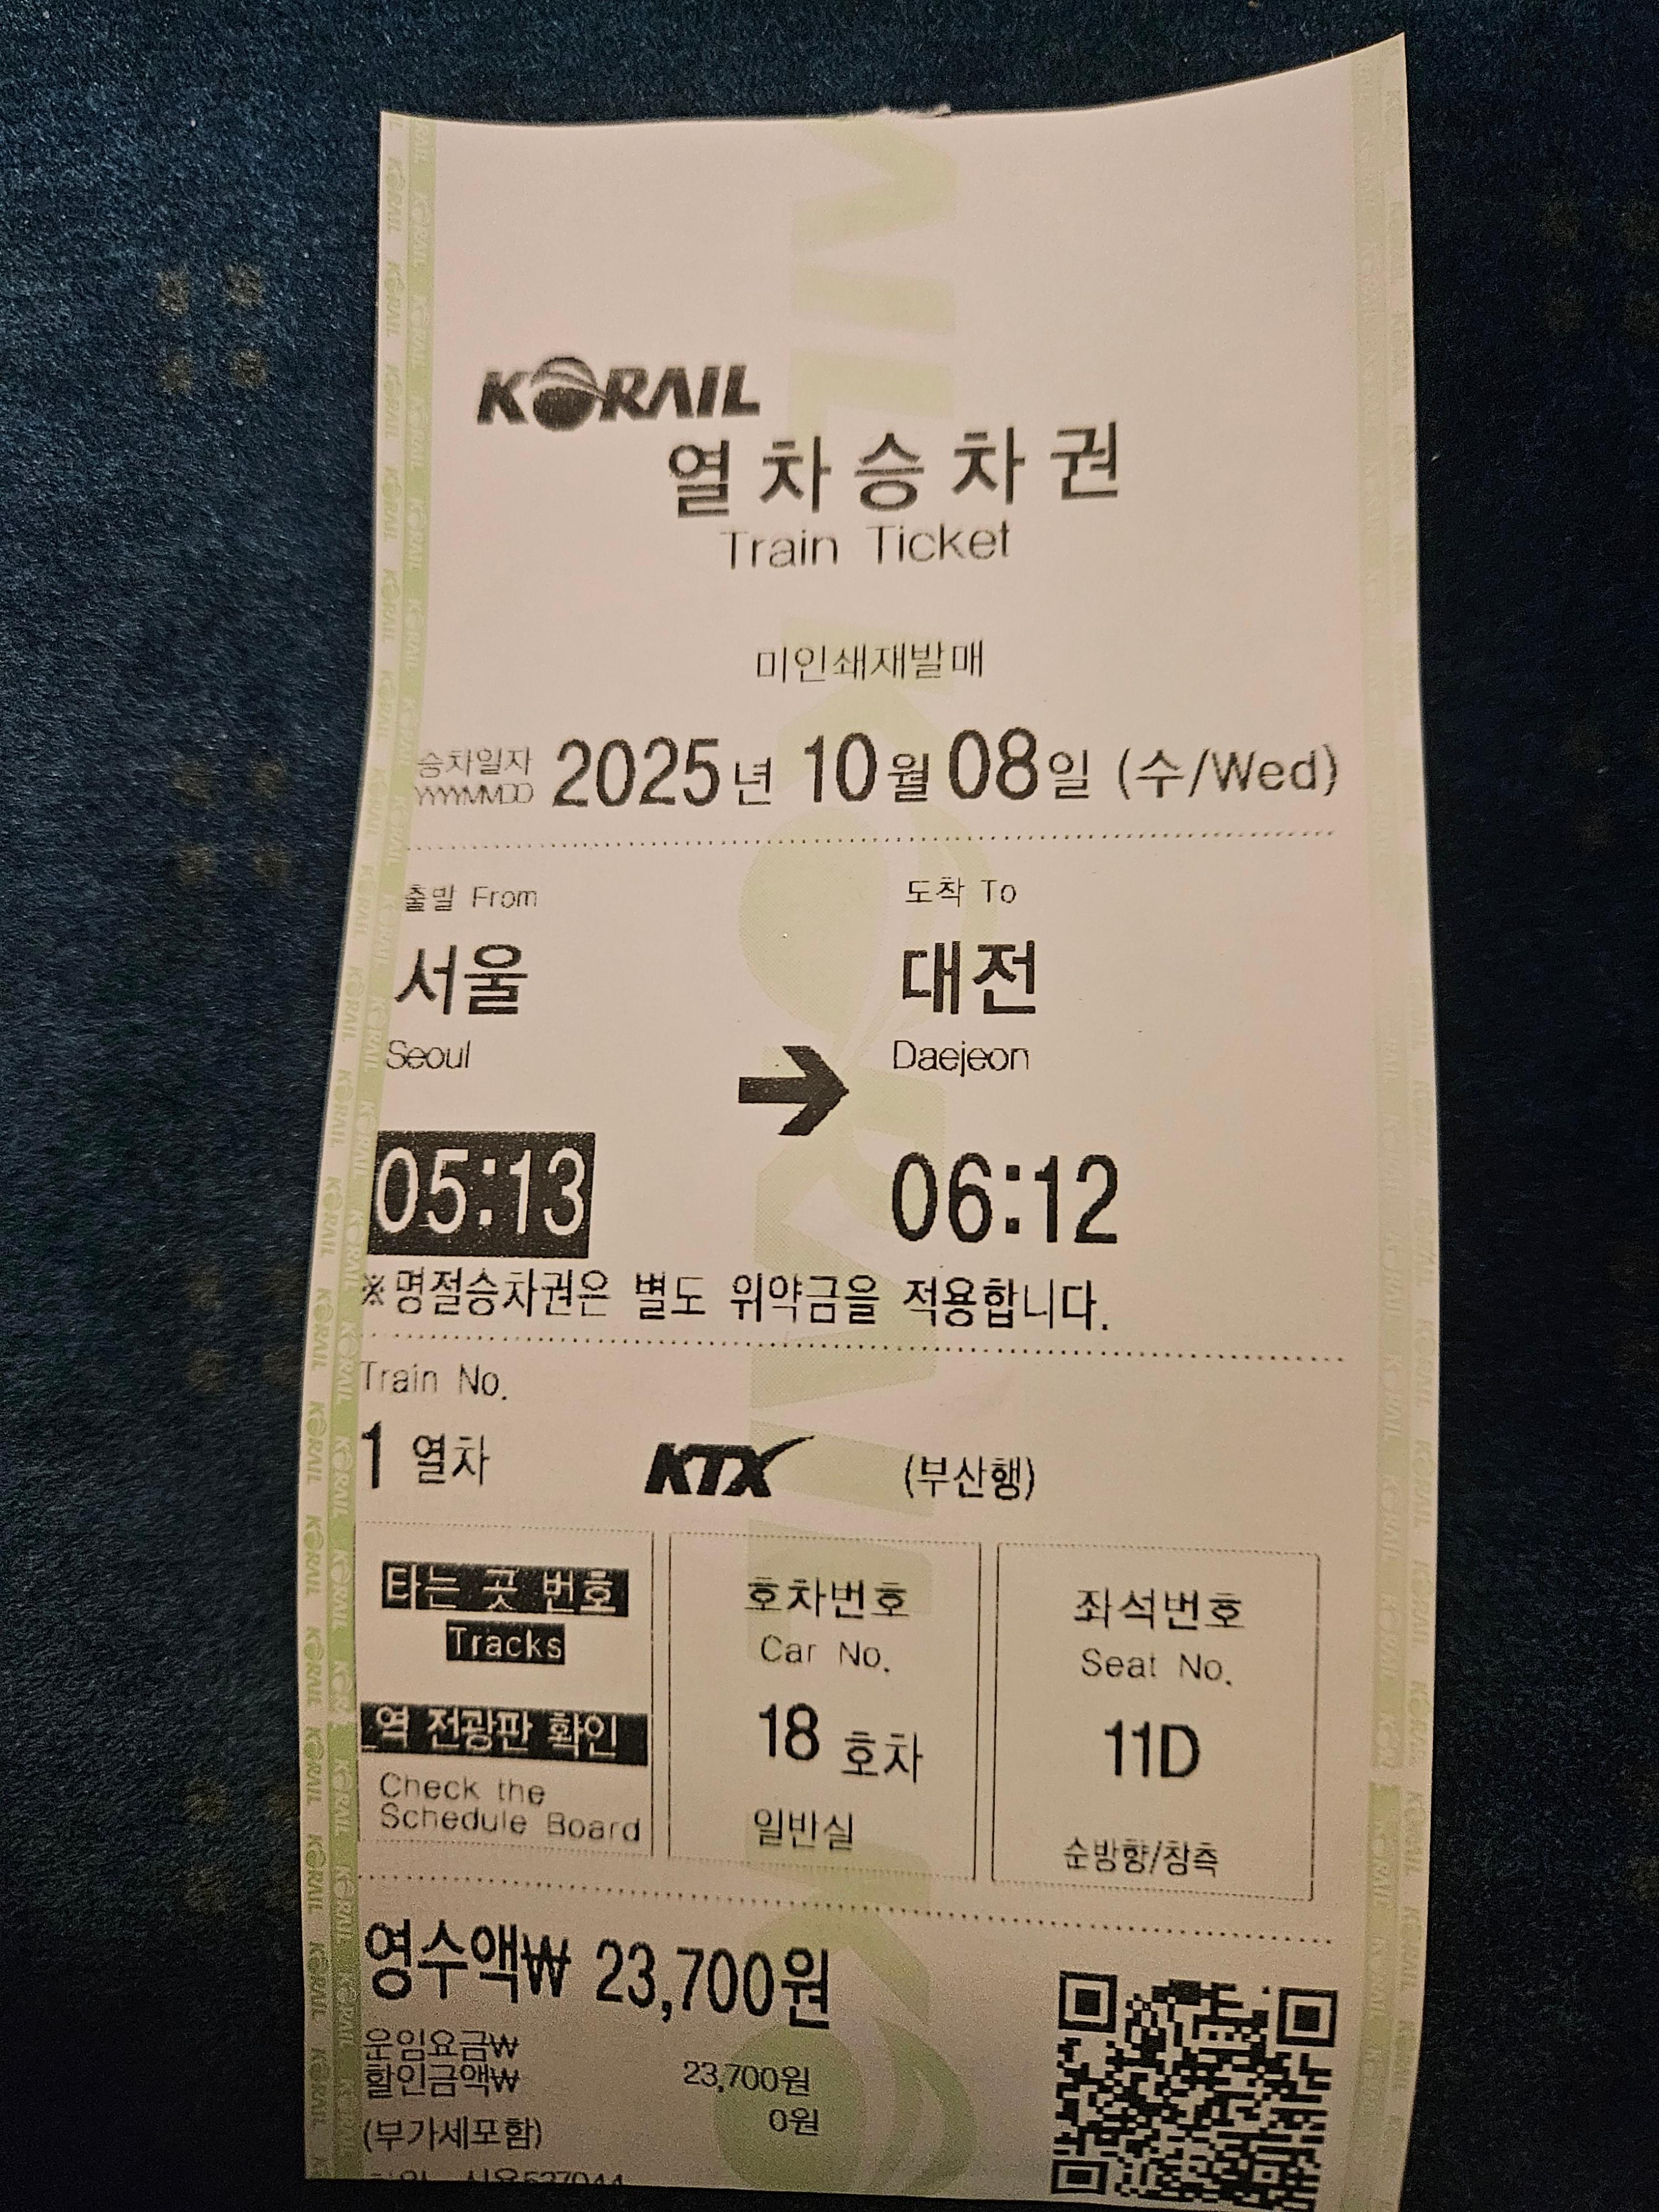 KORAIL
열차승차권
Train Ticket
미인쇄재발매
승차일자 2025년 10월 08일 (수/Wed)
YYYYMMDD
출발 From 도착 To
서울 대전
Seoul Daejeon
05:13 → 06:12
※명절승차권은 별도 위약금을 적용합니다.
Train No.
1 열차 KTX (부산행)
타는 곳 번호 호차번호 좌석번호
Tracks Car No. Seat No.
역 전광판 확인 18 호차 11D
Check the
Schedule Board 일반실 순방향/창측
영수액₩ 23,700원
운임요금₩ 23,700원
할인금액₩ 0원
(부가세포함)